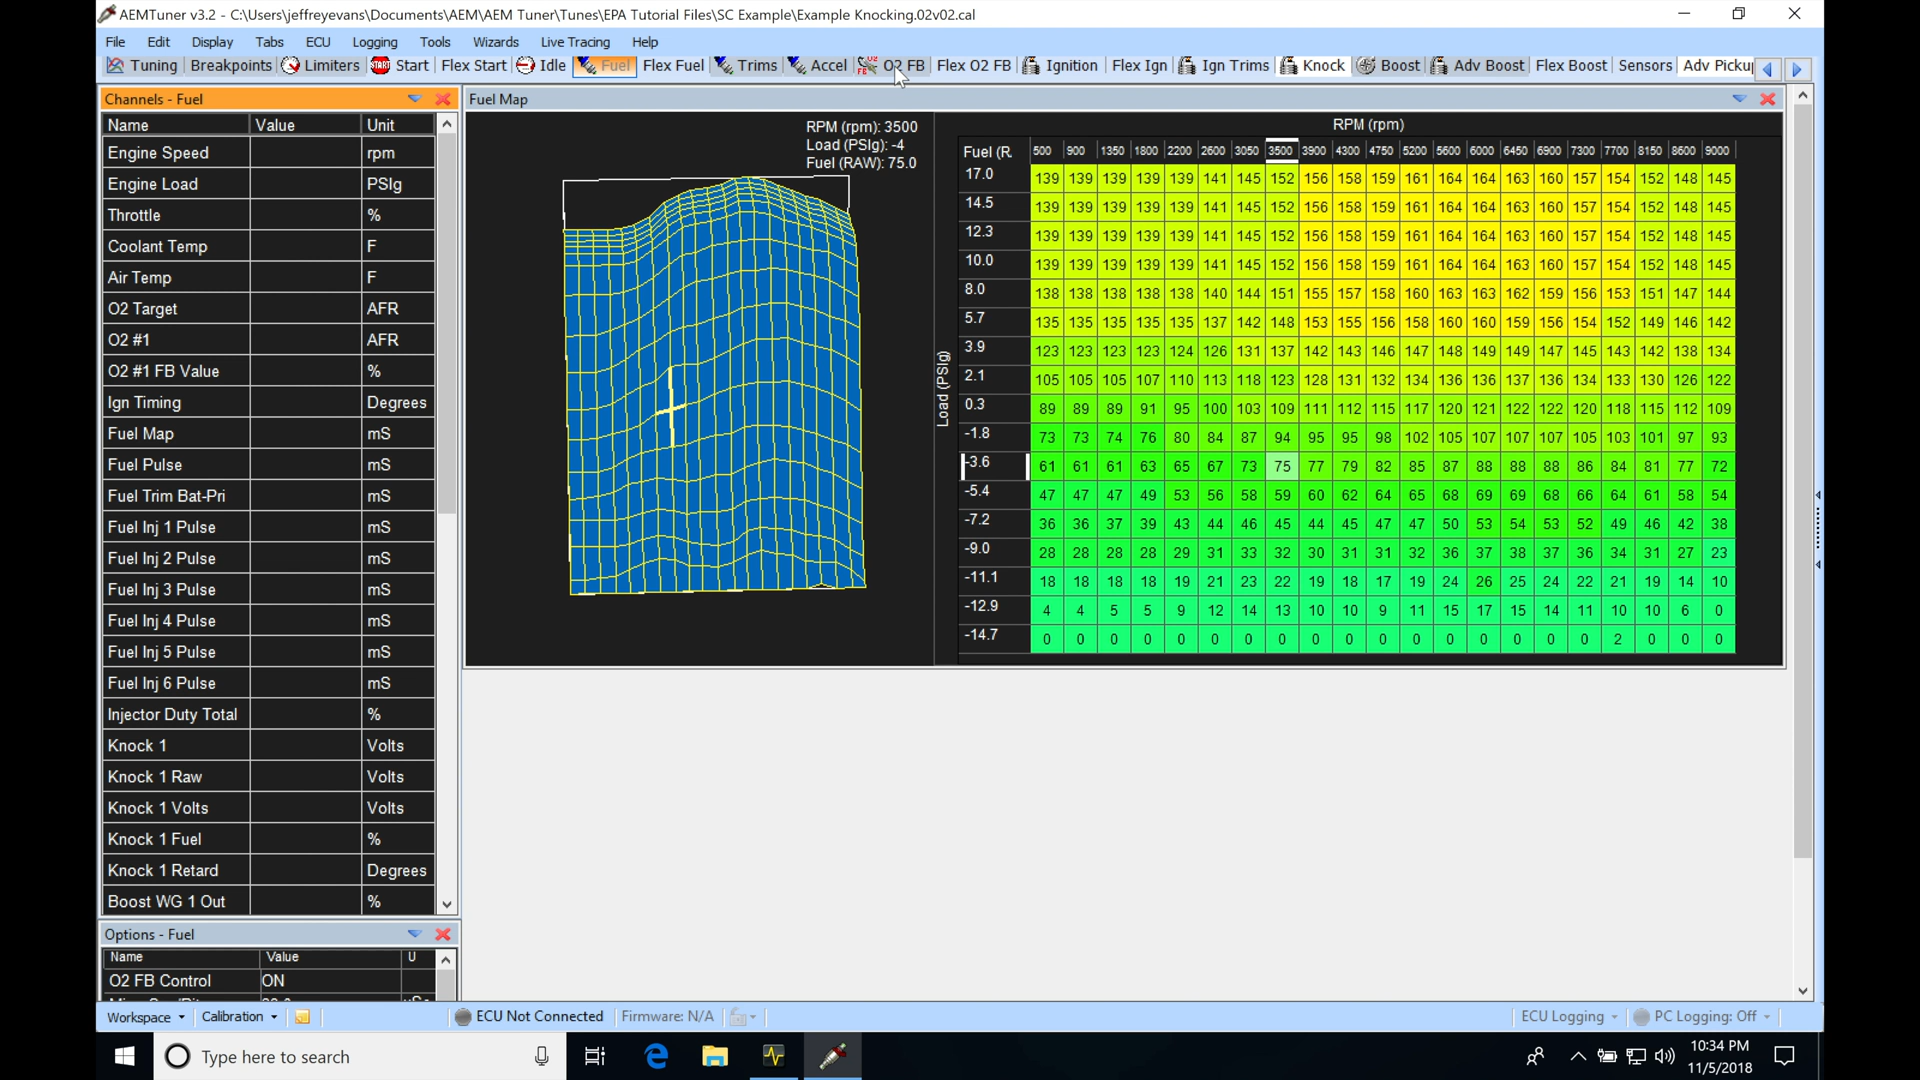 AEMTuner v3.2 - C:\Users\jeffreyevans\Documents\AEM\AEM Tuner\Tunes\EPA Tutorial Files\SC Example\Example Knocking.02v02.cal
File Edit Display Tabs ECU Logging Tools Wizards Living Tracing Help
Tuning Breakpoints Limiters START Start Flex Start Idle Fuel Flex Fuel Trims Accel O2 FB Flex O2 FB Ignition Flex Ign Ign Trims Knock Boost Adv Boost Flex Boost Sensors Adv Picku
Channels - Fuel
Name Value Unit
Engine Speed rpm
Engine Load PSIg
Throttle %
Coolant Temp F
Air Temp F
O2 Target AFR
O2 #1 AFR
O2 #1 FB Value %
Ign Timing Degrees
Fuel Map mS
Fuel Pulse mS
Fuel Trim Bat-Pri mS
Fuel Inj 1 Pulse mS
Fuel Inj 2 Pulse mS
Fuel Inj 3 Pulse mS
Fuel Inj 4 Pulse mS
Fuel Inj 5 Pulse mS
Fuel Inj 6 Pulse mS
Injector Duty Total %
Knock 1 Volts
Knock 1 Raw Volts
Knock 1 Volts Volts
Knock 1 Fuel %
Knock 1 Retard Degrees
Boost WG 1 Out %
Options - Fuel
Name Value U
O2 FB Control ON
Fuel Map
RPM (rpm): 3500
Load (PSIg): -4
Fuel (RAW): 75.0
RPM (rpm)
Load (PSIg)
Fuel (R 500 900 1350 1800 2200 2600 3050 3500 3900 4300 4750 5200 5600 6000 6450 6900 7300 7700 8150 8600 9000
17.0 139 139 139 139 139 141 145 152 156 158 159 161 164 164 163 160 157 154 152 148 145
14.5 139 139 139 139 139 141 145 152 156 158 159 161 164 164 163 160 157 154 152 148 145
12.3 139 139 139 139 139 141 145 152 156 158 159 161 164 164 163 160 157 154 152 148 145
10.0 139 139 139 139 139 141 145 152 156 158 159 161 164 164 163 160 157 154 152 148 145
8.0 138 138 138 138 138 140 144 151 155 157 158 160 163 163 162 159 156 153 151 147 144
5.7 135 135 135 135 135 137 142 148 153 155 156 158 160 160 159 156 154 152 149 146 142
3.9 123 123 123 123 124 126 131 137 142 143 146 147 148 149 149 147 145 143 142 138 134
2.1 105 105 105 107 110 113 118 123 128 131 132 134 136 136 137 136 134 133 130 126 122
0.3 89 89 89 91 95 100 103 109 111 112 115 117 120 121 122 122 120 118 115 112 109
-1.8 73 73 74 76 80 84 87 94 95 95 98 102 105 107 107 107 105 103 101 97 93
-3.6 61 61 61 63 65 67 73 75 77 79 82 85 87 88 88 88 86 84 81 77 72
-5.4 47 47 47 49 53 56 58 59 60 62 64 65 68 69 69 68 66 64 61 58 54
-7.2 36 36 37 39 43 44 46 45 44 45 47 47 50 53 54 53 52 49 46 42 38
-9.0 28 28 28 28 29 31 33 32 30 31 31 32 36 37 38 37 36 34 31 27 23
-11.1 18 18 18 18 19 21 23 22 19 18 17 19 24 26 25 24 22 21 19 14 10
-12.9 4 4 5 5 9 12 14 13 10 10 9 11 15 17 15 14 11 10 10 6 0
-14.7 0 0 0 0 0 0 0 0 0 0 0 0 0 0 0 0 0 2 0 0 0
Workspace Calibration ECU Not Connected Firmware: N/A ECU Logging PC Logging: Off
Type here to search
10:34 PM
11/5/2018